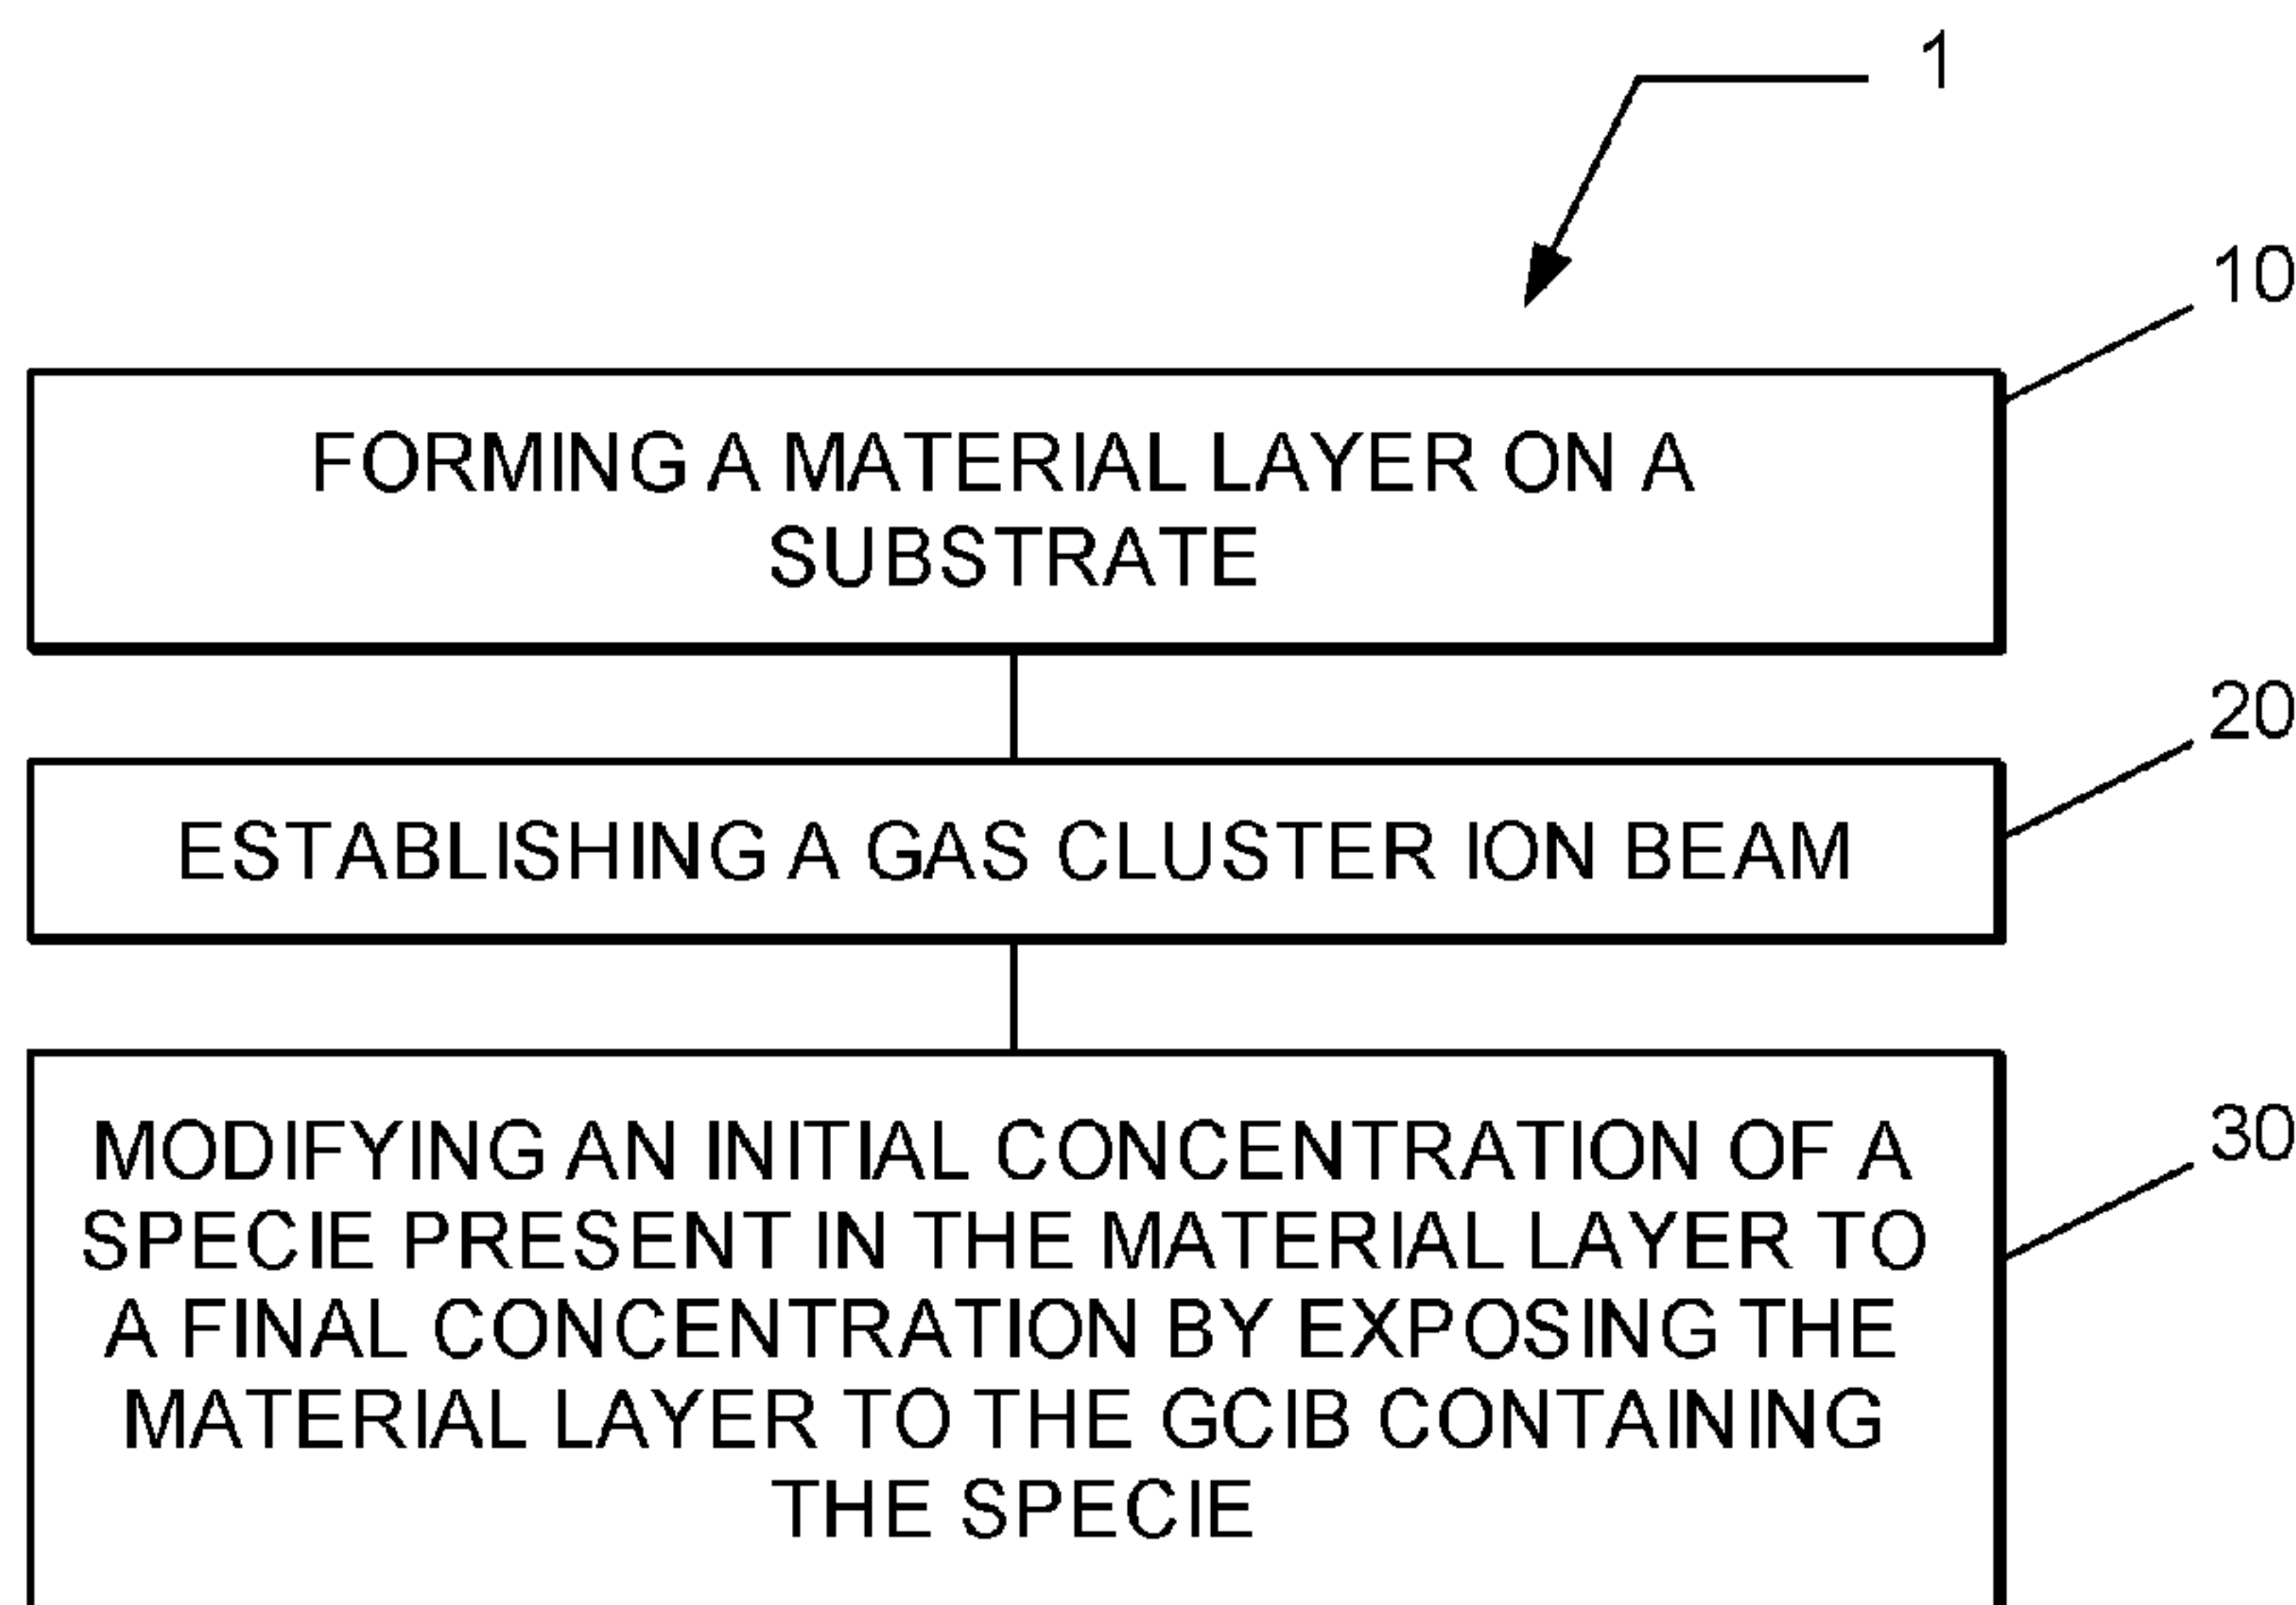 1
10
FORMING A MATERIAL LAYER ON A
SUBSTRATE
20
ESTABLISHING A GAS CLUSTER ION BEAM
30
MODIFYING AN INITIAL CONCENTRATION OF A
SPECIE PRESENT IN THE MATERIAL LAYER TO
A FINAL CONCENTRATION BY EXPOSING THE
MATERIAL LAYER TO THE GCIB CONTAINING
THE SPECIE